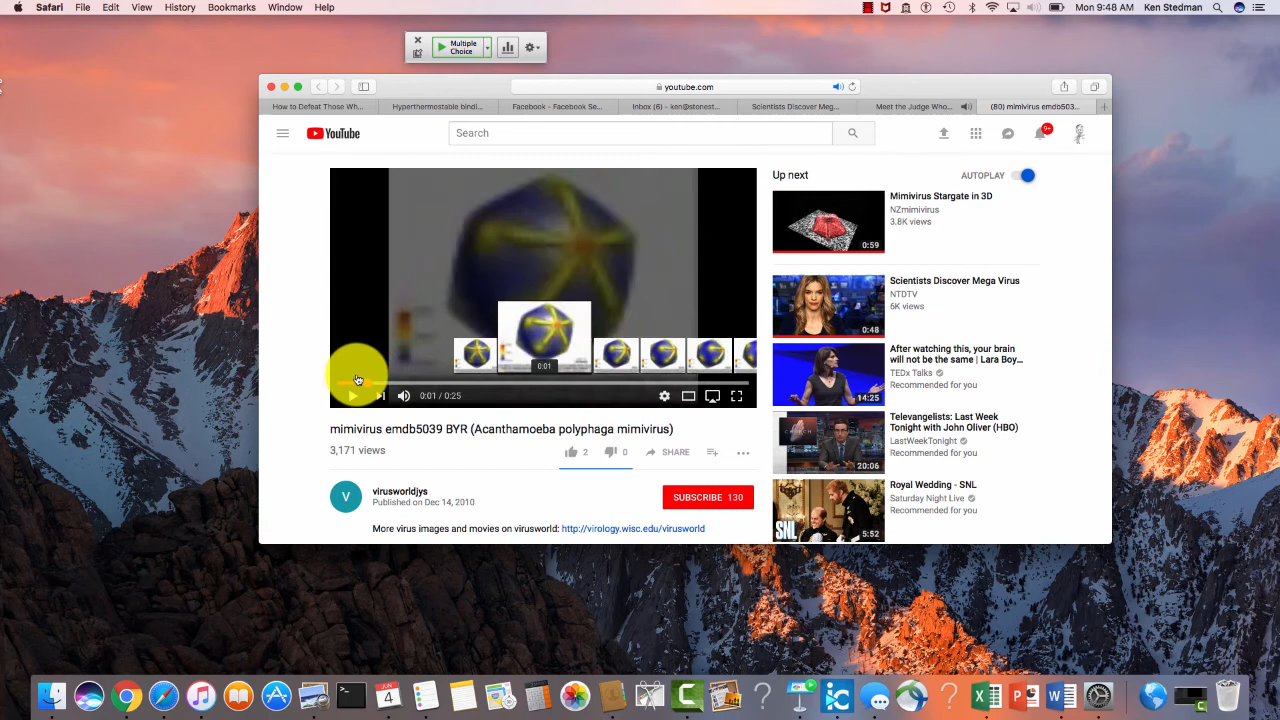 Safari File Edit View History Bookmarks Window Help
Mon 9:48 AM Ken Stedman
Multiple
Choice
youtube.com
How to Defeat Those Wh...
Hyperthermostable bindi...
Facebook - Facebook Se...
Inbox (6) - ken@stonest...
Scientists Discover Meg...
Meet the Judge Who...
(80) mimivirus emdb503...
YouTube
Search
9+
0:01
0:01 / 0:25
mimivirus emdb5039 BYR (Acanthamoeba polyphaga mimivirus)
3,171 views
2
0
SHARE
V
virusworldjys
Published on Dec 14, 2010
SUBSCRIBE 130
More virus images and movies on virusworld: http://virology.wisc.edu/virusworld
Up next
AUTOPLAY
0:59
Mimivirus Stargate in 3D
NZmimivirus
3.8K views
0:48
Scientists Discover Mega Virus
NTDTV
6K views
14:25
After watching this, your brain
will not be the same | Lara Boy...
TEDx Talks
Recommended for you
20:06
Televangelists: Last Week
Tonight with John Oliver (HBO)
LastWeekTonight
Recommended for you
SNL
5:52
Royal Wedding - SNL
Saturday Night Live
Recommended for you
JUN
4